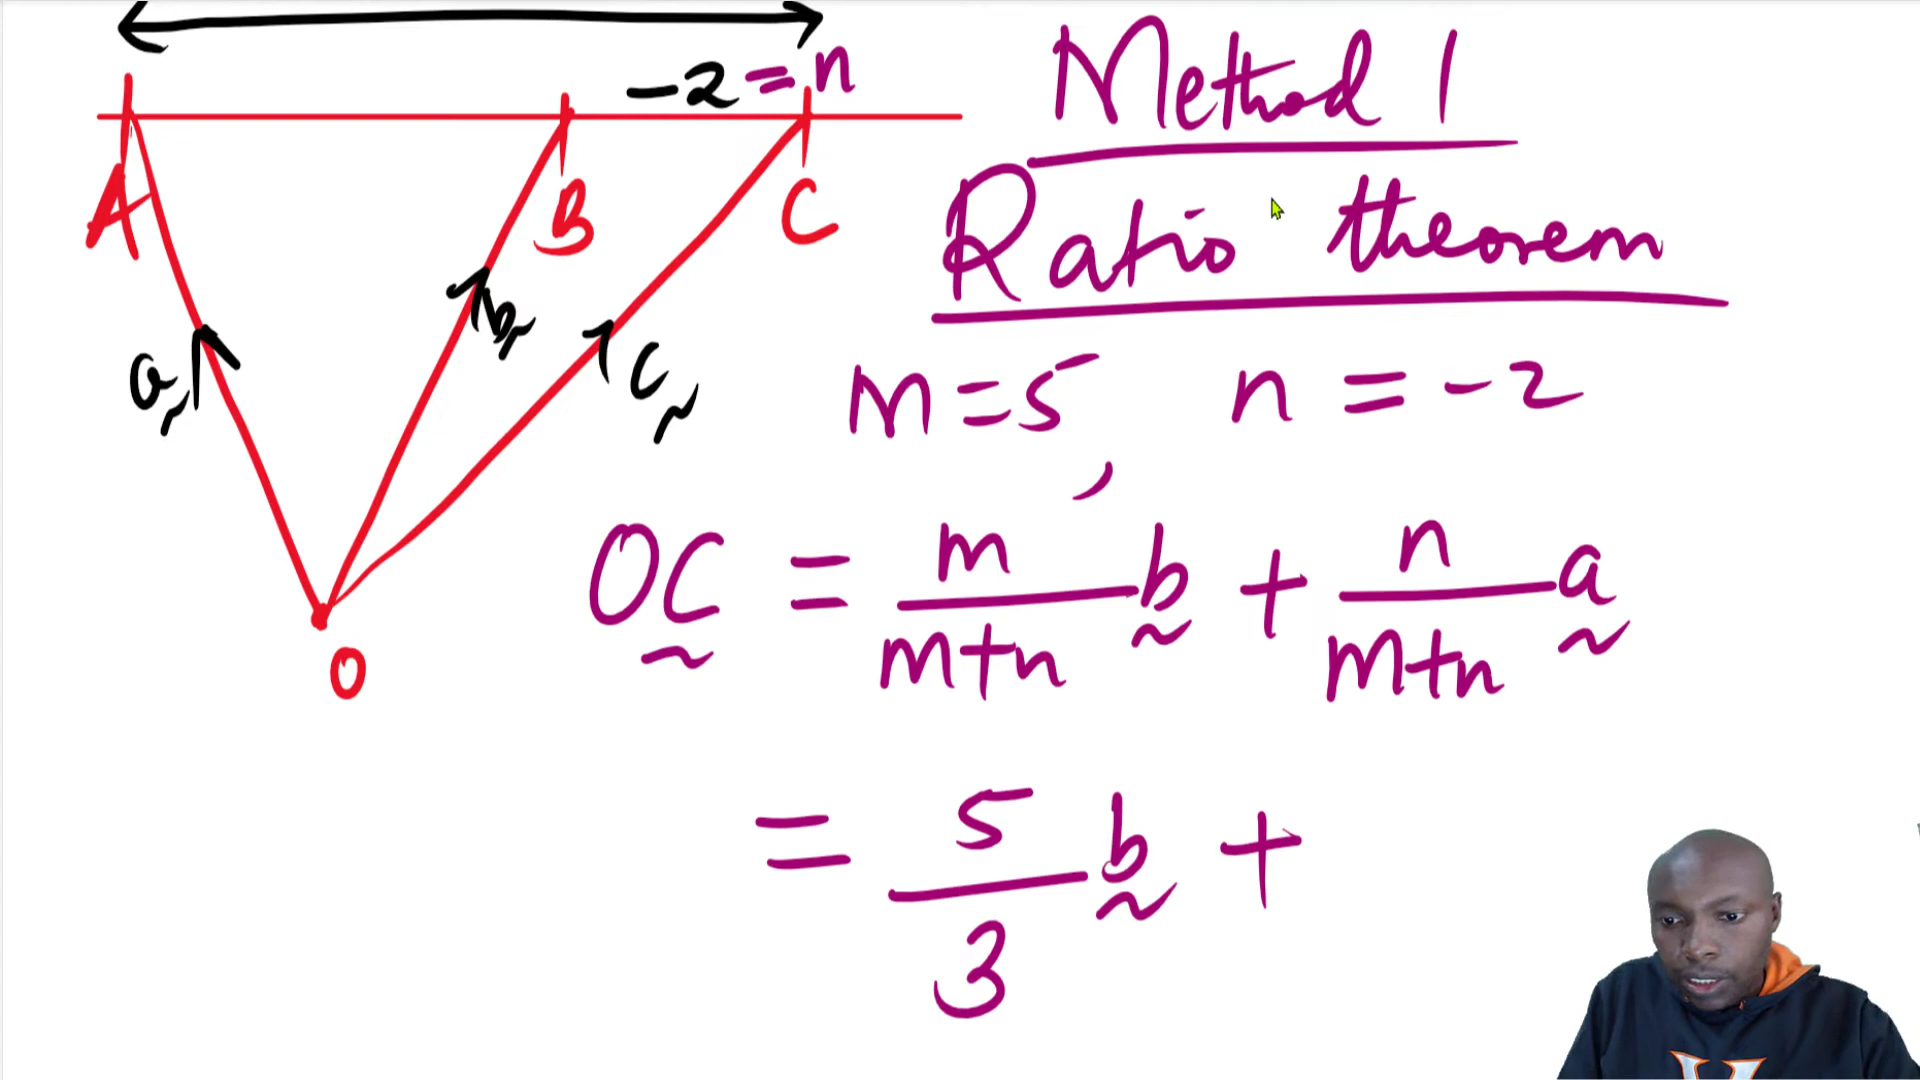 -2 = n
A
B
C
a
b
c
O
Method 1
Ratio theorem
m = 5, n = -2
OC = m/(m+n) b + n/(m+n) a
= 5/3 b +